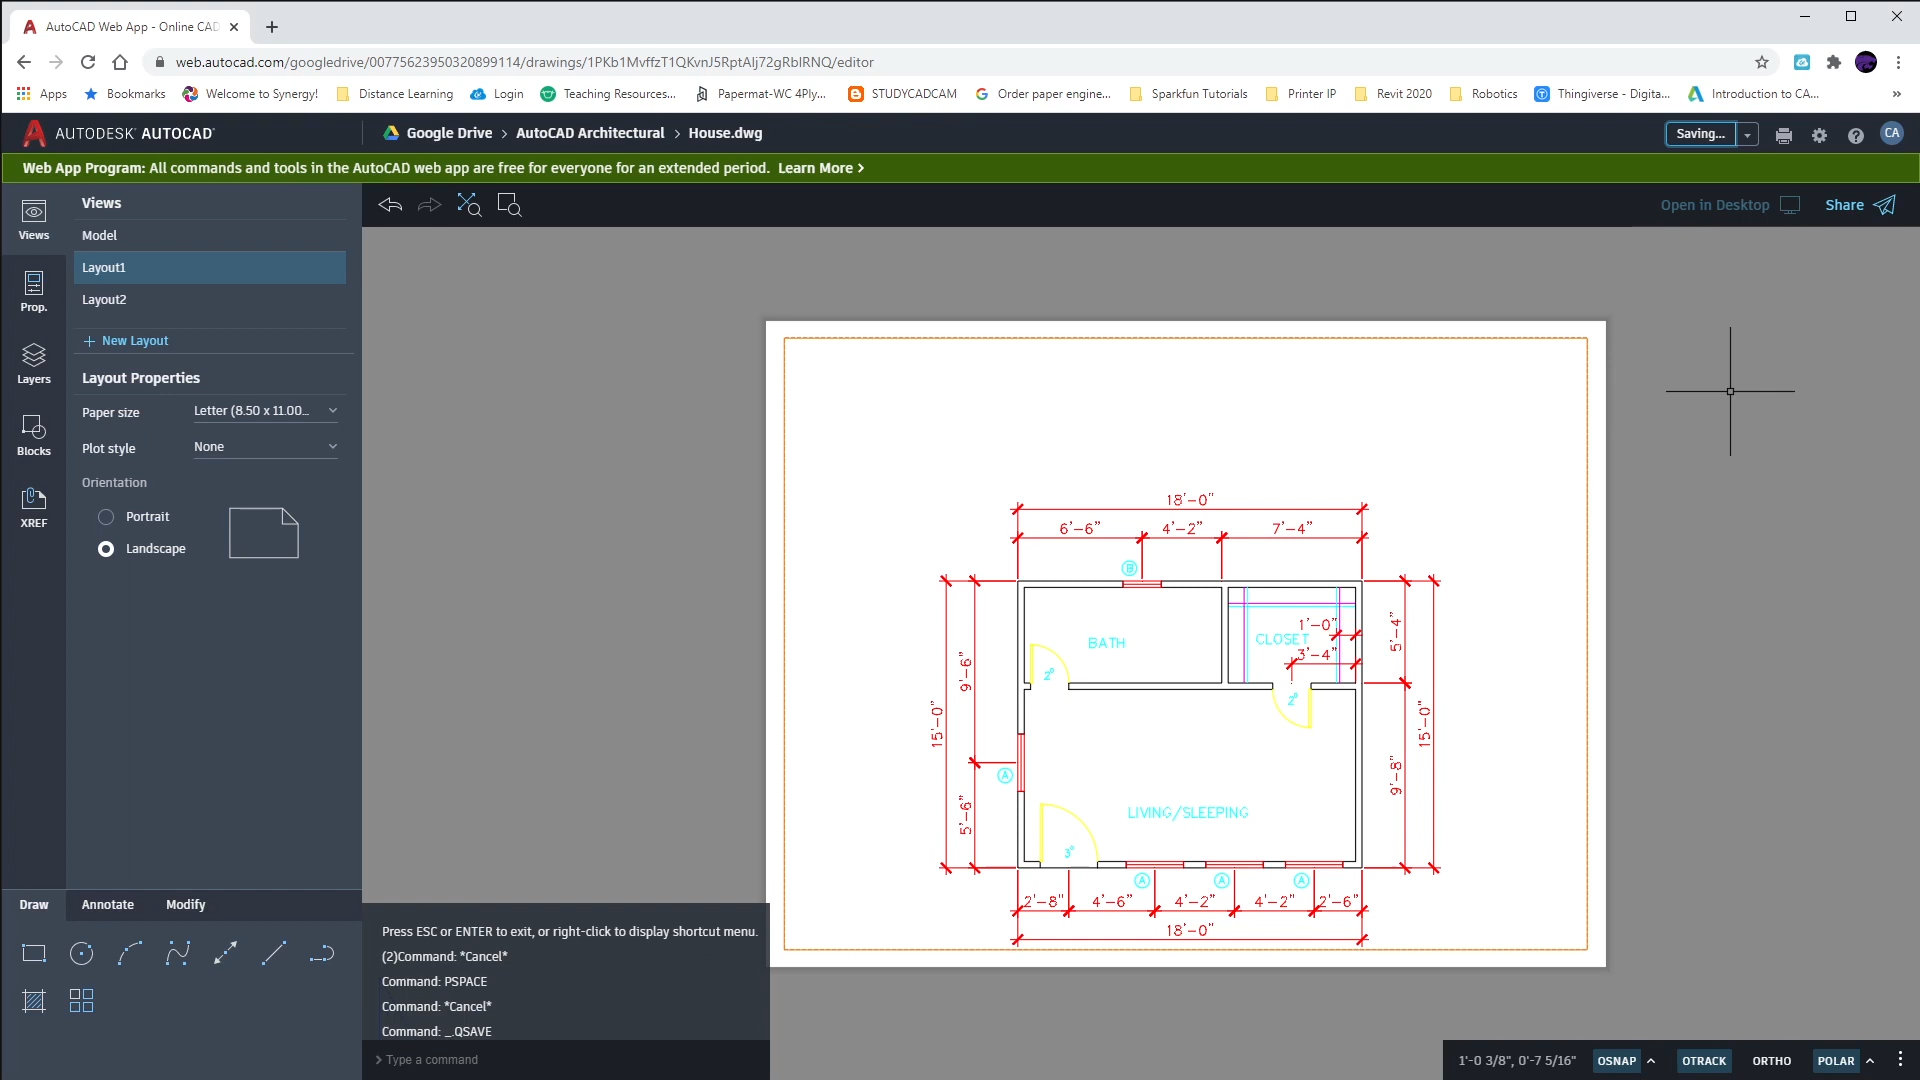 AutoCAD Web App - Online CAD
web.autocad.com/googledrive/00775623950320899114/drawings/1PKb1MvffzT1QKvnJ5RptAlj72gRblRNQ/editor
Apps Bookmarks Welcome to Synergy! Distance Learning Login Teaching Resources... Papermat-WC 4Ply... STUDYCADCAM Order paper engine... Sparkfun Tutorials Printer IP Revit 2020 Robotics Thingiverse - Digita... Introduction to CA... »
AUTODESK® AUTOCAD® Google Drive > AutoCAD Architectural > House.dwg Saving... CA
Web App Program: All commands and tools in the AutoCAD web app are free for everyone for an extended period. Learn More >
Open in Desktop Share
Views
Prop.
Layers
Blocks
XREF
Views
Model
Layout1
Layout2
+ New Layout
Layout Properties
Paper size Letter (8.50 x 11.00...
Plot style None
Orientation
Portrait
Landscape
18'-0"
6'-6" 4'-2" 7'-4"
B
BATH
CLOSET
1'-0"
3'-4"
5'-4"
9'-6"
2⁰
2⁰
15'-0"
15'-0"
A
9'-8"
5'-6"
LIVING/SLEEPING
3⁰
A A A
2'-8" 4'-6" 4'-2" 4'-2" 2'-6"
18'-0"
Draw Annotate Modify
Press ESC or ENTER to exit, or right-click to display shortcut menu.
(2)Command: *Cancel*
Command: PSPACE
Command: *Cancel*
Command: _.QSAVE
> Type a command
1'-0 3/8", 0'-7 5/16" OSNAP OTRACK ORTHO POLAR